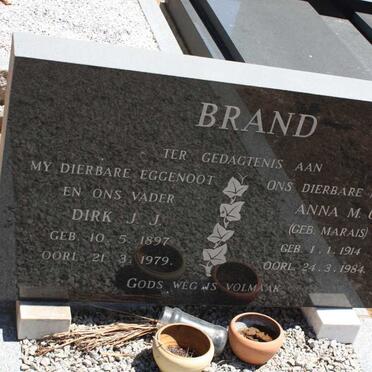 BRAND
TER GEDAGTENIS AAN
MY DIERBARE EGGENOOT
EN ONS VADER
DIRK J. J.
GEB. 10. 5. 1897
OORL. 21. 3. 1979.
ONS DIERBARE
ANNA M.
(GEB. MARAIS)
GEB. 1. 1. 1914
OORL. 24. 3. 1984.
GODS WEG IS VOLMAAK